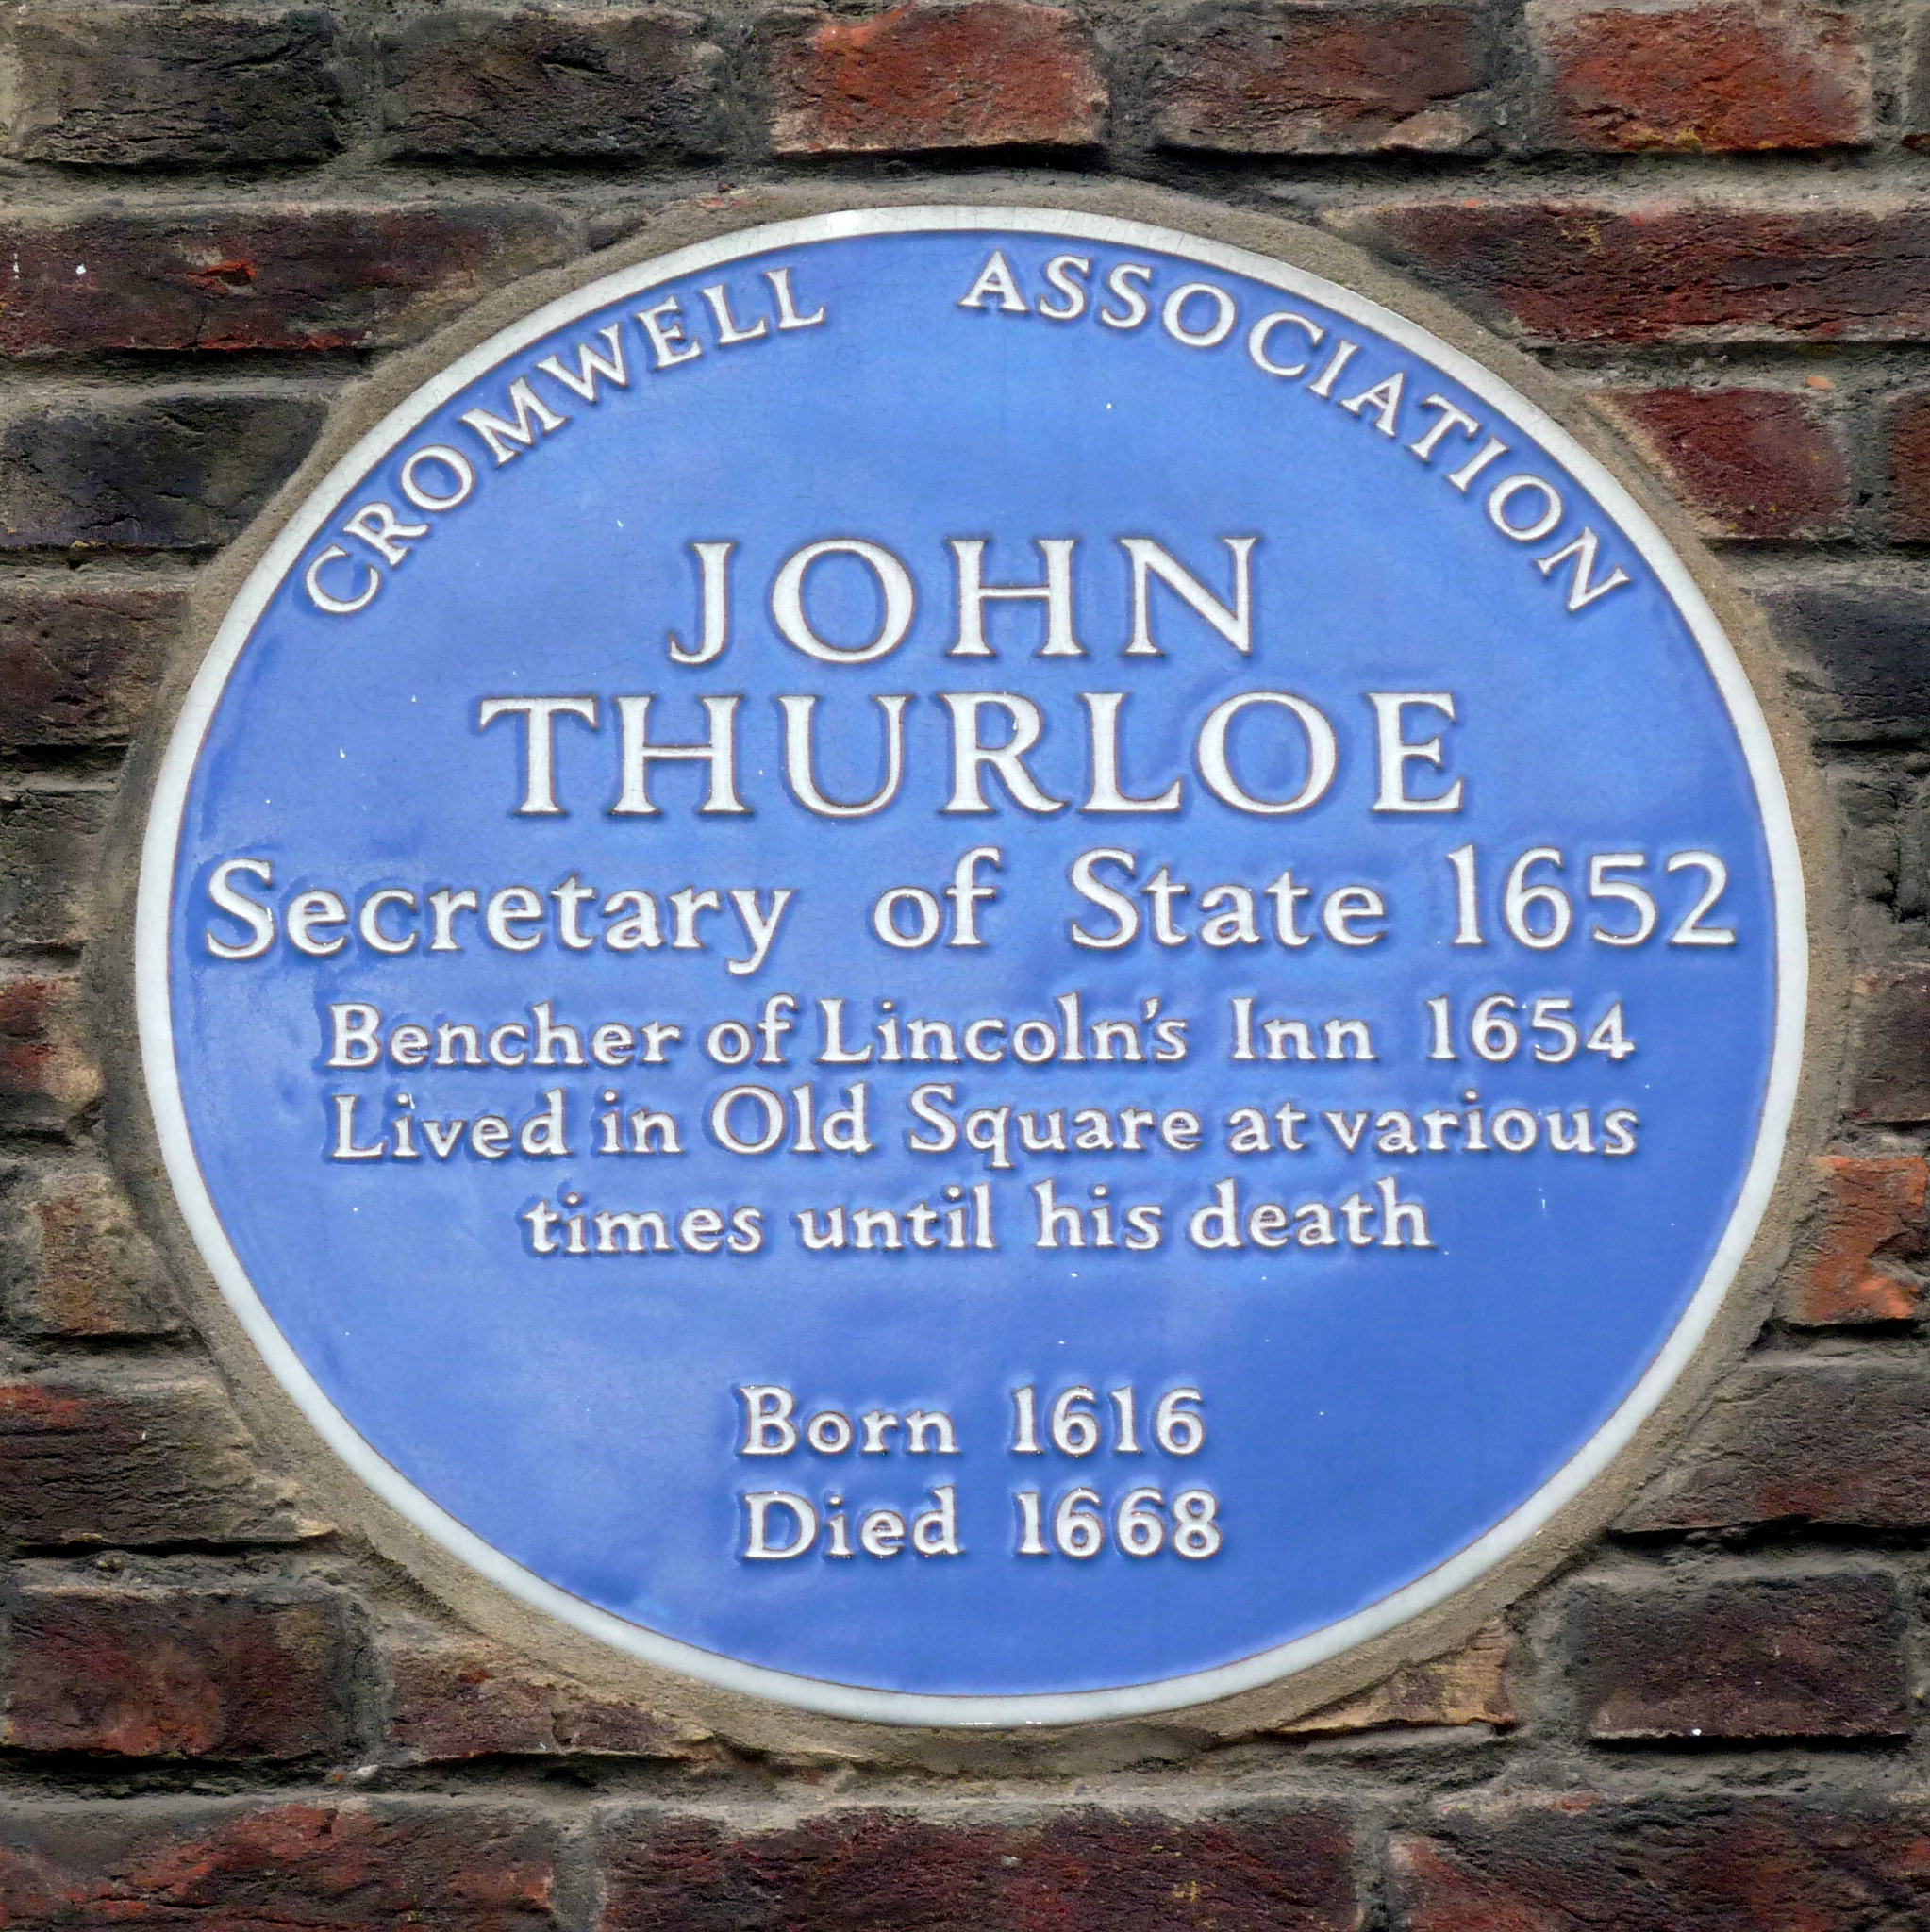 CROMWELL ASSOCIATION
JOHN
THURLOE
Secretary of State 1652
Bencher of Lincoln's Inn 1654
Lived in Old Square at various
times until his death
Born 1616
Died 1668